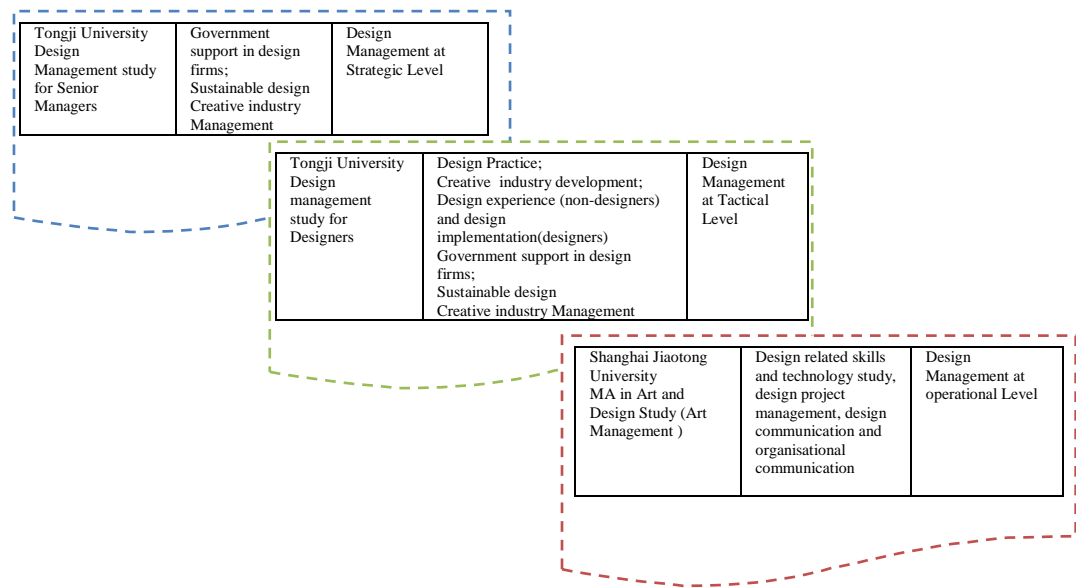 Tongji University
Design
Management study
for Senior
Managers
Government
support in design
firms;
Sustainable design
Creative industry
Management
Design
Management at
Strategic Level
Tongji University
Design
management
study for
Designers
Design Practice;
Creative  industry development;
Design experience (non-designers)
and design
implementation(designers)
Government support in design
firms;
Sustainable design
Creative industry Management
Design
Management
at Tactical
Level
Shanghai Jiaotong
University
MA in Art and
Design Study (Art
Management )
Design related skills
and technology study,
design project
management, design
communication and
organisational
communication
Design
Management at
operational Level